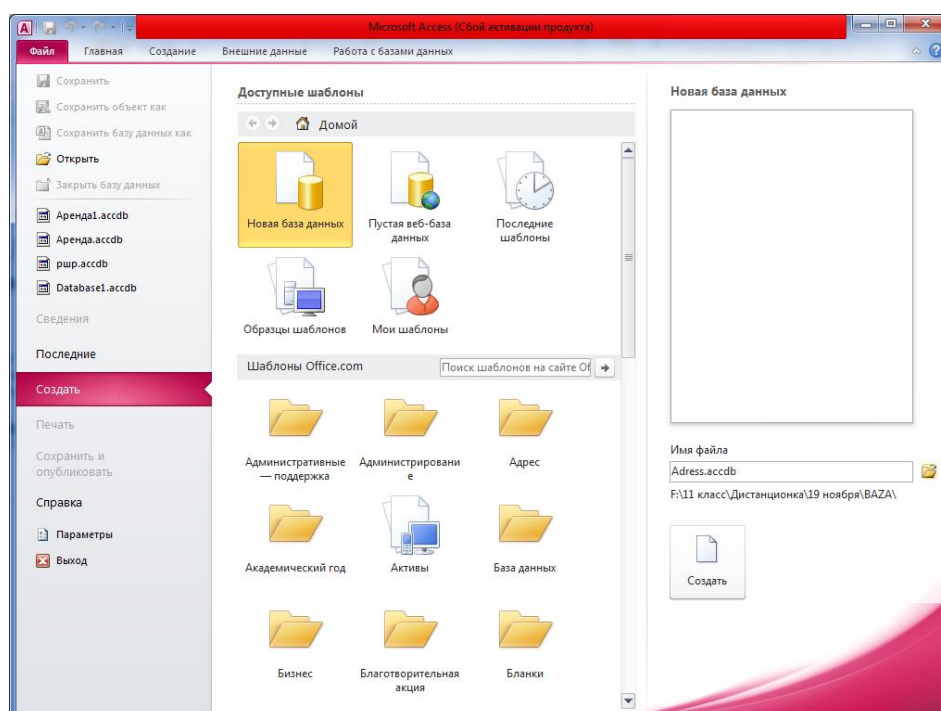 Microsoft Access (Сбой активации продукта)
Файл Главная Создание Внешние данные Работа с базами данных
Сохранить
Сохранить объект как
Сохранить базу данных как
Открыть
Закрыть базу данных
Аренда1.accdb
Аренда.accdb
ршр.accdb
Database1.accdb
Сведения
Последние
Создать
Печать
Сохранить и
опубликовать
Справка
Параметры
Выход
Доступные шаблоны
Домой
Новая база данных
Пустая веб-база
данных
Последние
шаблоны
Образцы шаблонов
Мои шаблоны
Шаблоны Office.com
Поиск шаблонов на сайте Of
Административные
— поддержка
Администрировани
е
Адрес
Академический год
Активы
База данных
Бизнес
Благотворительная
акция
Бланки
Новая база данных
Имя файла
Adress.accdb
F:\11 класс\Дистанционка\19 ноября\BAZA\
Создать